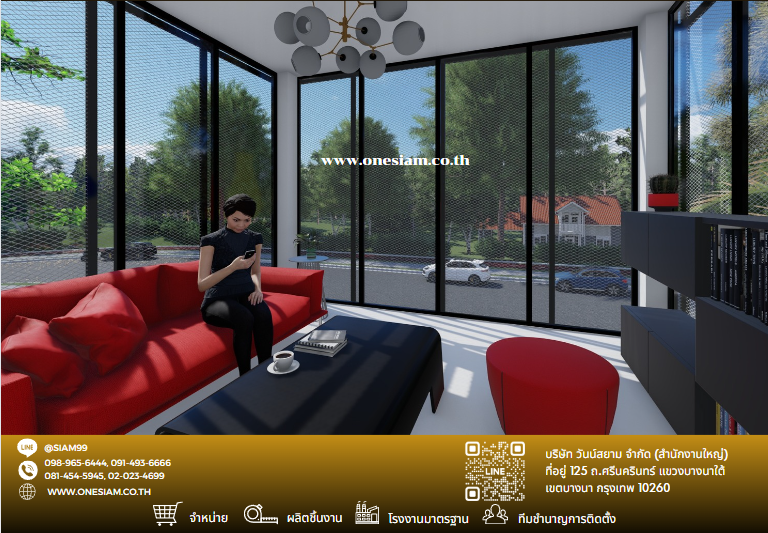 www.onesiam.co.th
LINE @SIAM99
098-965-6444, 091-493-6666
081-454-5945, 02-023-4699
WWW.ONESIAM.CO.TH
LINE
บริษัท วันน์สยาม จำกัด (สำนักงานใหญ่)
ที่อยู่ 125 ถ.ศรีนครินทร์ แขวงบางนาใต้
เขตบางนา กรุงเทพ 10260
จำหน่าย ผลิตชิ้นงาน โรงงานมาตรฐาน ทีมชำนาญการติดตั้ง